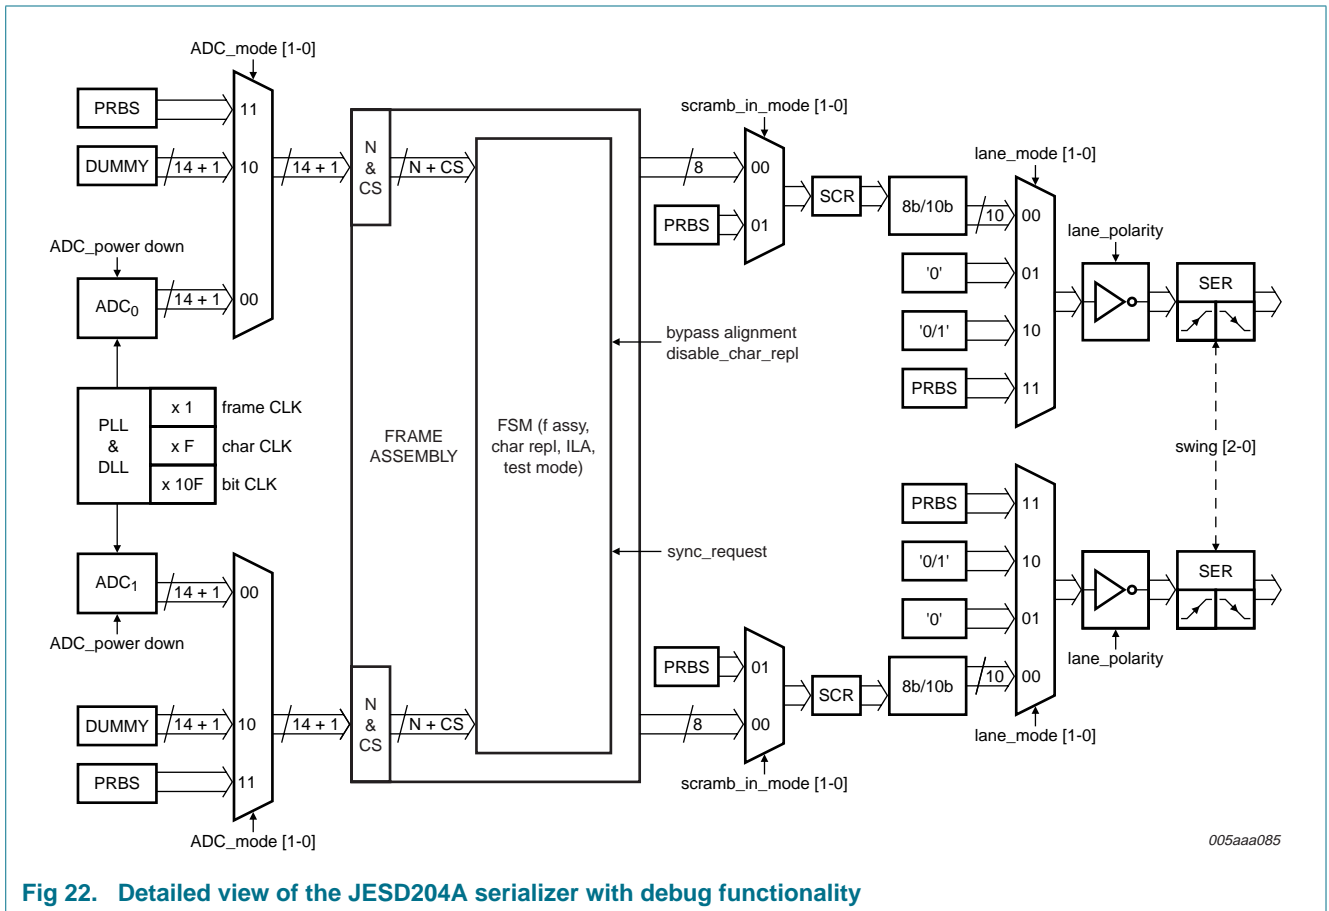 ADC_mode [1-0]
PRBS
11
DUMMY
14 + 1
10
14 + 1
ADC_power down
ADC0
14 + 1
00
PLL
&
DLL
x 1
frame CLK
x F
char CLK
x 10F
bit CLK
ADC1
14 + 1
00
ADC_power down
DUMMY
14 + 1
10
14 + 1
PRBS
11
ADC_mode [1-0]
N
&
CS
N + CS
FRAME
ASSEMBLY
FSM (f assy,
char repl, ILA,
test mode)
N
&
CS
N + CS
bypass alignment
disable_char_repl
sync_request
scramb_in_mode [1-0]
8
00
PRBS
01
SCR
8b/10b
10
lane_mode [1-0]
00
'0'
01
'0/1'
10
PRBS
11
lane_polarity
SER
swing [2-0]
PRBS
11
'0/1'
10
'0'
01
8b/10b
10
00
lane_mode [1-0]
lane_polarity
SER
PRBS
01
8
00
SCR
scramb_in_mode [1-0]
005aaa085
Fig 22. Detailed view of the JESD204A serializer with debug functionality